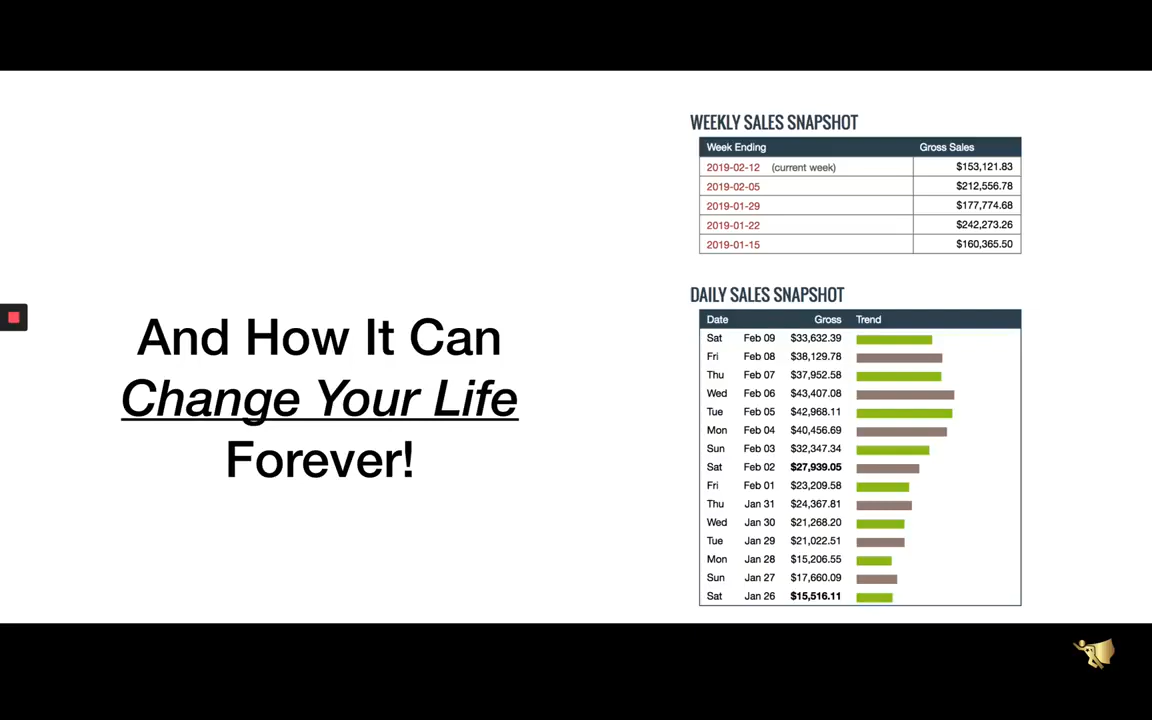 And How It Can
Change Your Life
Forever!
WEEKLY SALES SNAPSHOT
Week Ending Gross Sales
2019-02-12 (current week) $153,121.83
2019-02-05 $212,556.78
2019-01-29 $177,774.68
2019-01-22 $242,273.26
2019-01-15 $160,365.50
DAILY SALES SNAPSHOT
Date Gross Trend
Sat Feb 09 $33,632.39
Fri Feb 08 $38,129.78
Thu Feb 07 $37,952.58
Wed Feb 06 $43,407.08
Tue Feb 05 $42,968.11
Mon Feb 04 $40,456.69
Sun Feb 03 $32,347.34
Sat Feb 02 $27,939.05
Fri Feb 01 $23,209.58
Thu Jan 31 $24,367.81
Wed Jan 30 $21,268.20
Tue Jan 29 $21,022.51
Mon Jan 28 $15,206.55
Sun Jan 27 $17,660.09
Sat Jan 26 $15,516.11